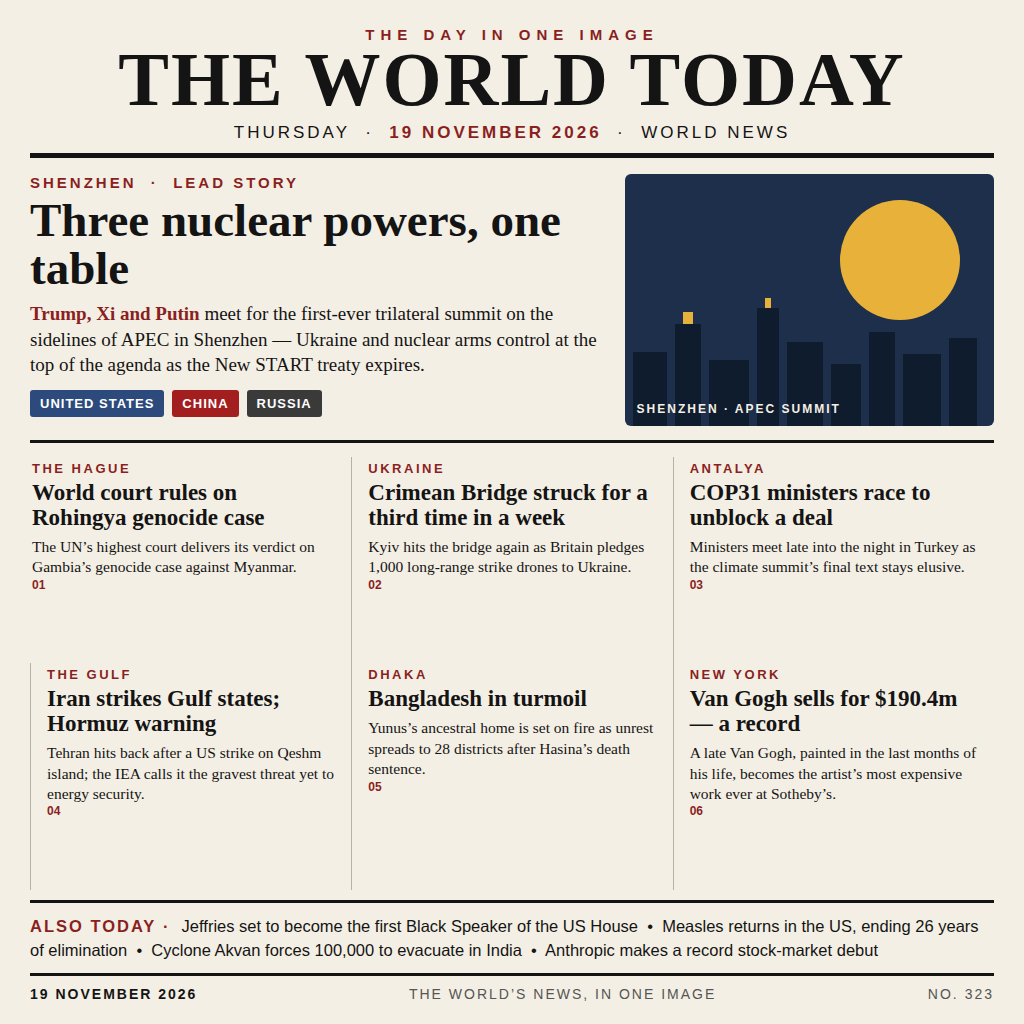 THE DAY IN ONE IMAGE
THE WORLD TODAY
THURSDAY · 19 NOVEMBER 2026 · WORLD NEWS
SHENZHEN · LEAD STORY
Three nuclear powers, one
table
Trump, Xi and Putin meet for the first-ever trilateral summit on the
sidelines of APEC in Shenzhen — Ukraine and nuclear arms control at the
top of the agenda as the New START treaty expires.
UNITED STATES CHINA RUSSIA
SHENZHEN · APEC SUMMIT
THE HAGUE
World court rules on
Rohingya genocide case
The UN’s highest court delivers its verdict on
Gambia’s genocide case against Myanmar.
01
UKRAINE
Crimean Bridge struck for a
third time in a week
Kyiv hits the bridge again as Britain pledges
1,000 long-range strike drones to Ukraine.
02
ANTALYA
COP31 ministers race to
unblock a deal
Ministers meet late into the night in Turkey as
the climate summit’s final text stays elusive.
03
THE GULF
Iran strikes Gulf states;
Hormuz warning
Tehran hits back after a US strike on Qeshm
island; the IEA calls it the gravest threat yet to
energy security.
04
DHAKA
Bangladesh in turmoil
Yunus’s ancestral home is set on fire as unrest
spreads to 28 districts after Hasina’s death
sentence.
05
NEW YORK
Van Gogh sells for $190.4m
— a record
A late Van Gogh, painted in the last months of
his life, becomes the artist’s most expensive
work ever at Sotheby’s.
06
ALSO TODAY · Jeffries set to become the first Black Speaker of the US House • Measles returns in the US, ending 26 years
of elimination • Cyclone Akvan forces 100,000 to evacuate in India • Anthropic makes a record stock-market debut
19 NOVEMBER 2026
THE WORLD’S NEWS, IN ONE IMAGE
NO. 323